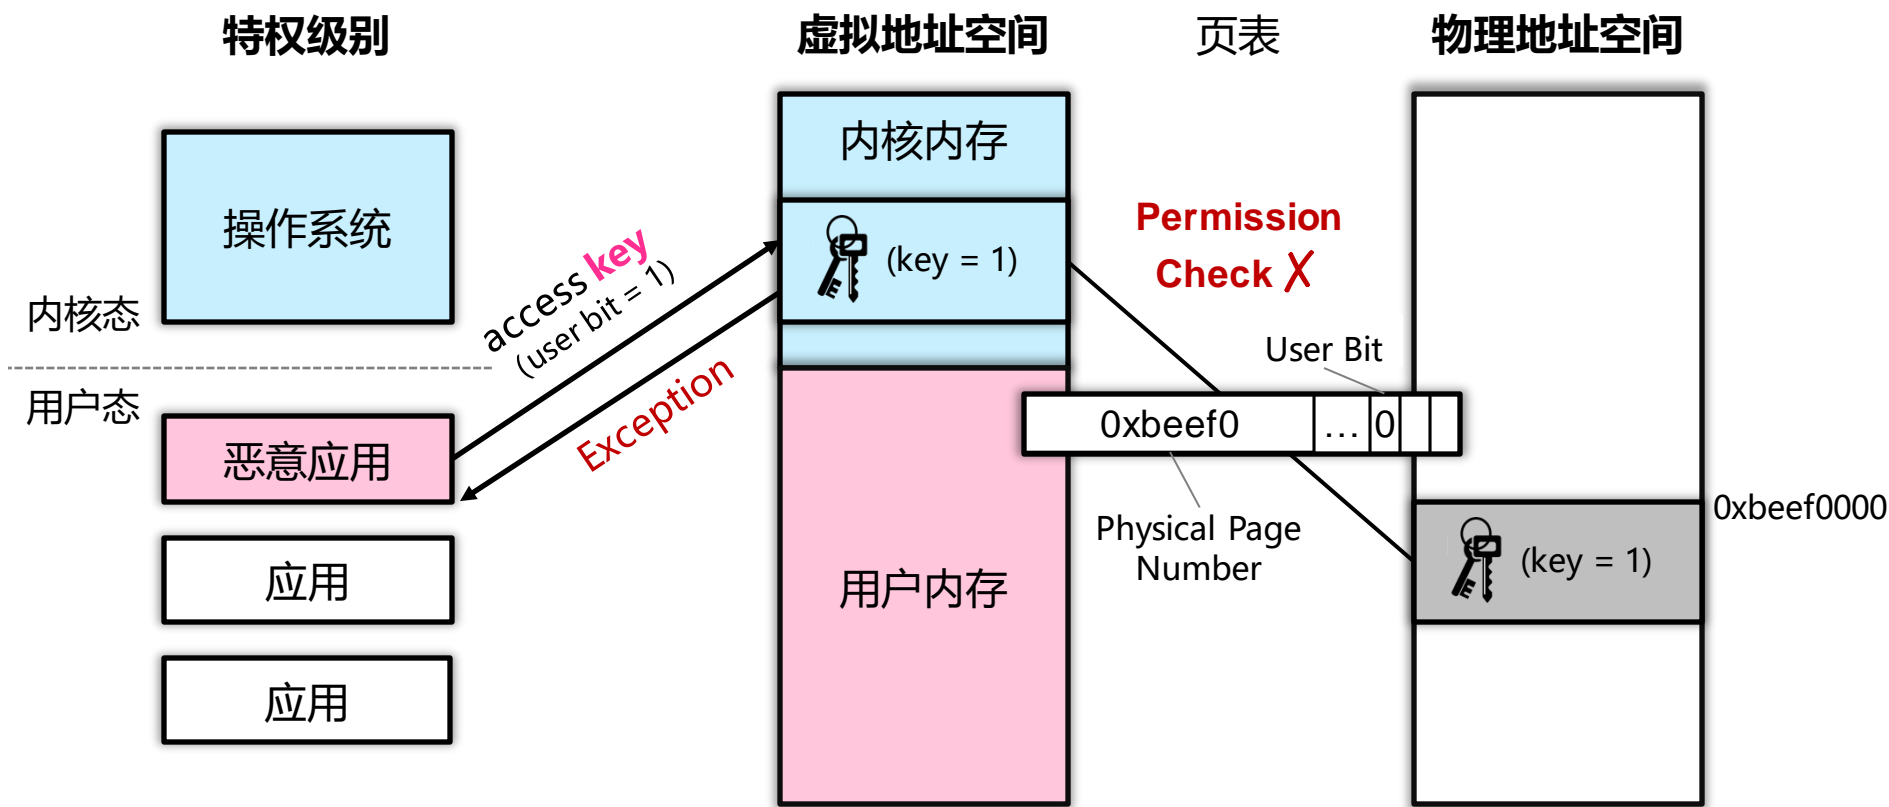 特权级别
虚拟地址空间
页表
物理地址空间
操作系统
内核态
用户态
恶意应用
应用
应用
access key
(user bit = 1)
Exception
内核内存
(key = 1)
用户内存
Permission
Check ✗
User Bit
0xbeef0
...
0
Physical Page
Number
0xbeef0000
(key = 1)